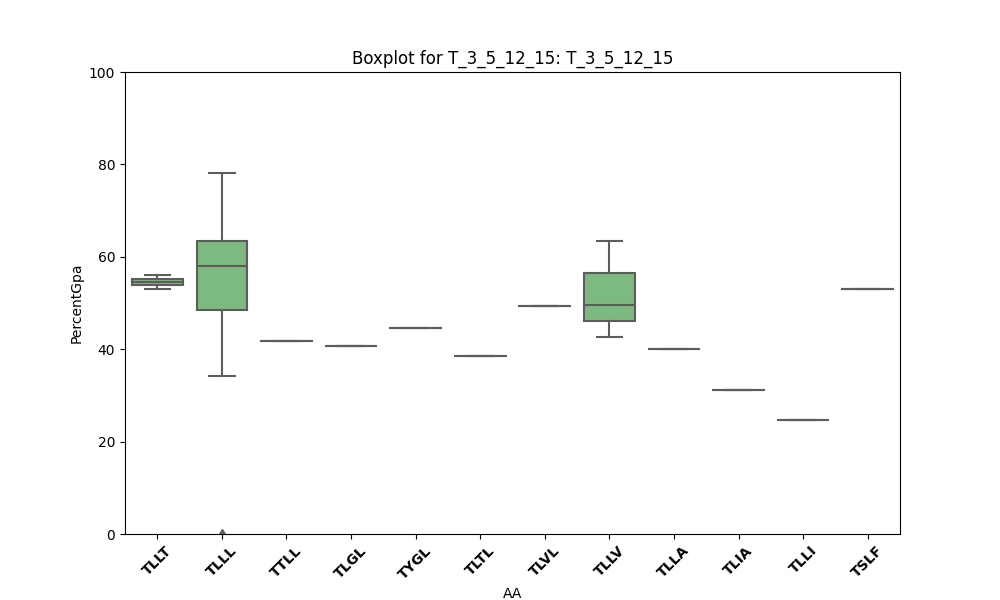 Boxplot for T_3_5_12_15: T_3_5_12_15
100
80
60
40
20
0
PercentGpa
TLLT TLLL TTLL TLGL TYGL TLTL TLVL TLLV TLLA TLIA TLLI TSLF
AA